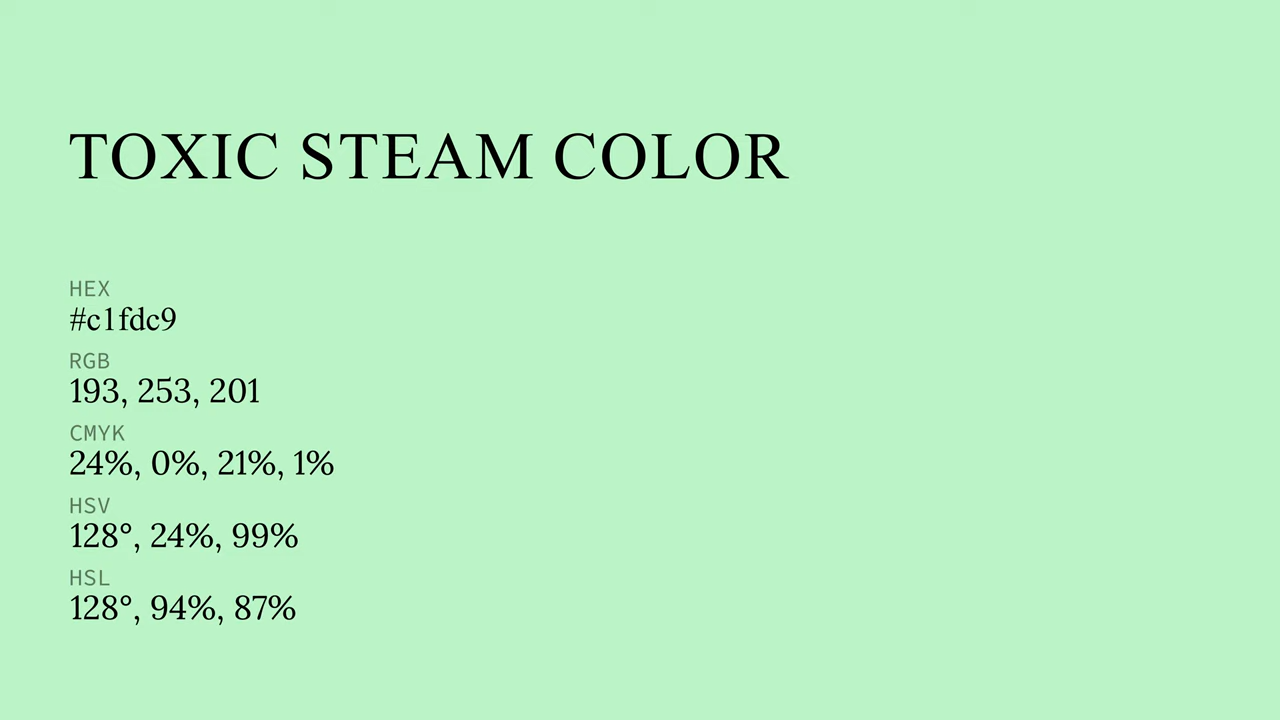 TOXIC STEAM COLOR
HEX
#c1fdc9
RGB
193, 253, 201
CMYK
24%, 0%, 21%, 1%
HSV
128°, 24%, 99%
HSL
128°, 94%, 87%